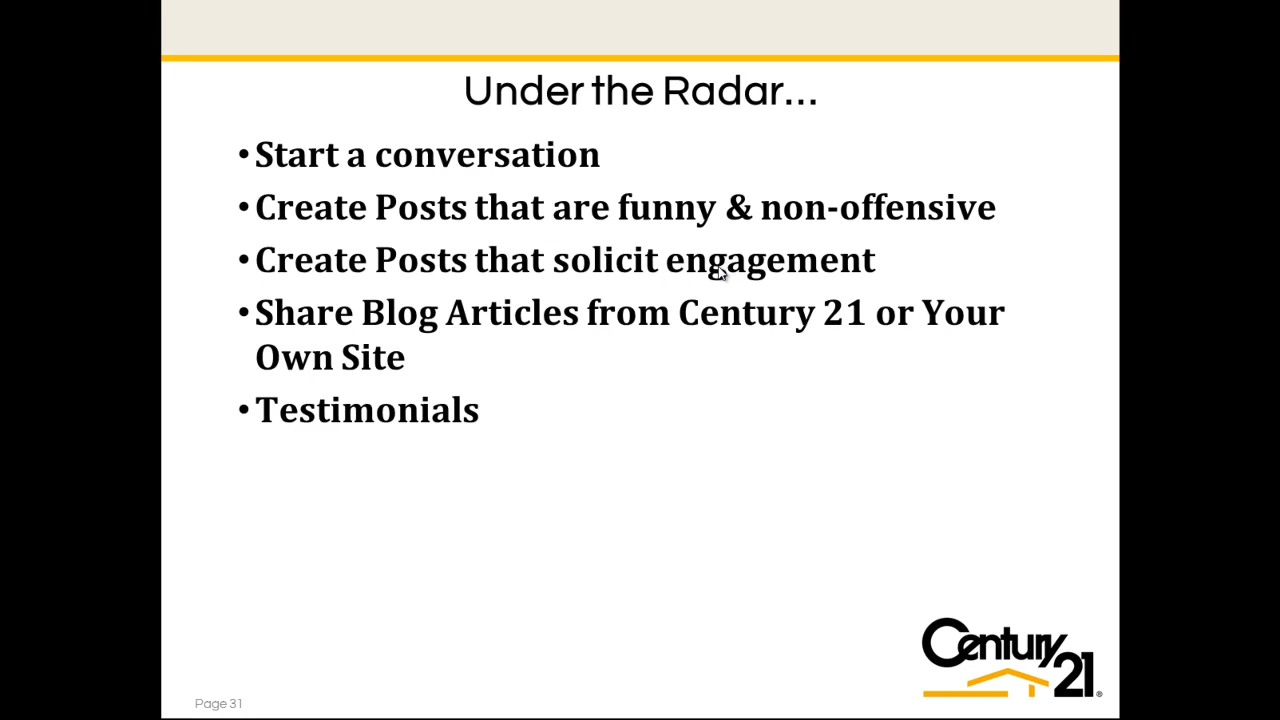 Under the Radar...
• Start a conversation
• Create Posts that are funny & non-offensive
• Create Posts that solicit engagement
• Share Blog Articles from Century 21 or Your
Own Site
• Testimonials
Century
21®
Page 31